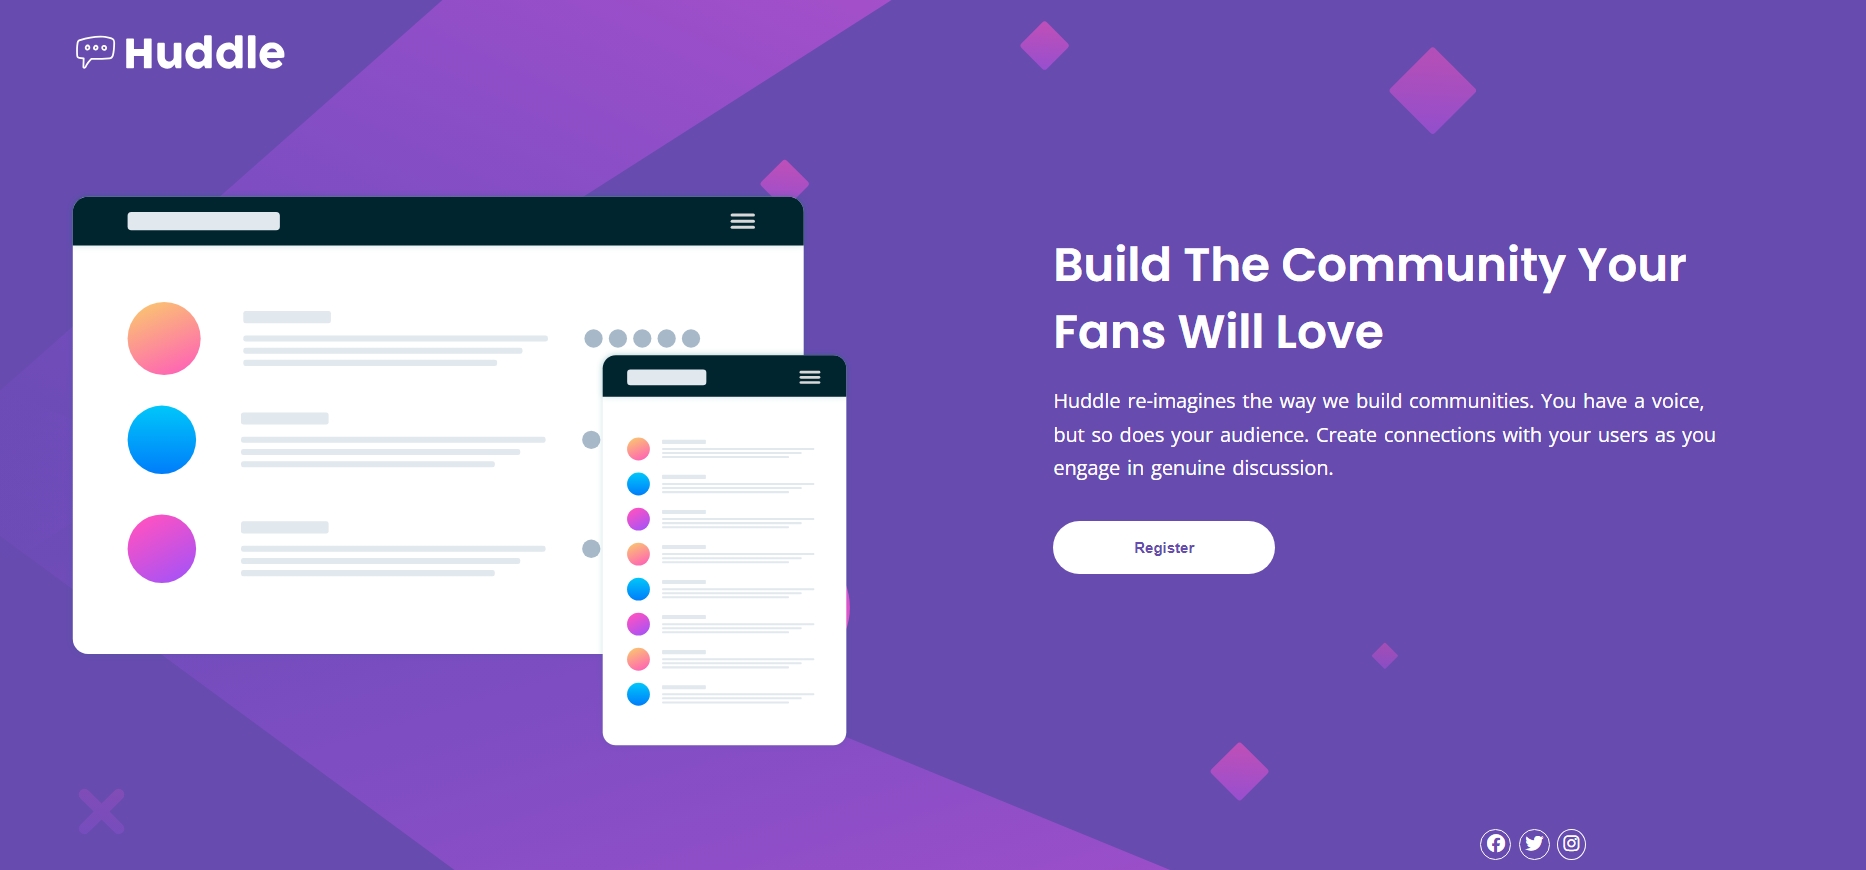 Huddle
Build The Community Your
Fans Will Love
Huddle re-imagines the way we build communities. You have a voice,
but so does your audience. Create connections with your users as you
engage in genuine discussion.
Register